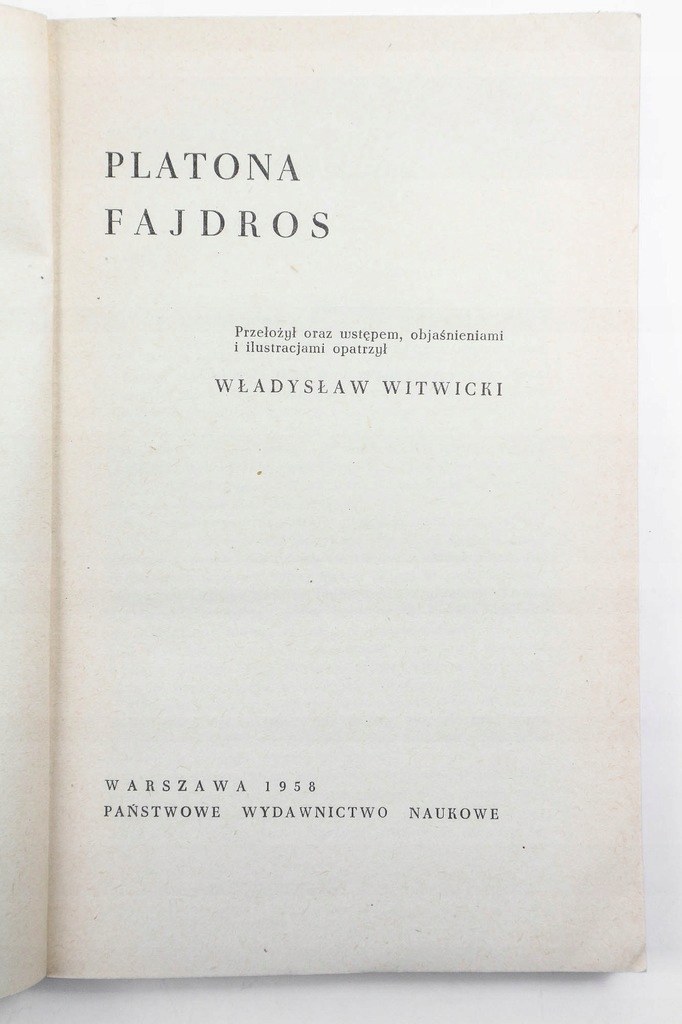 PLATONA
FAJDROS
Przełożył oraz wstępem, objaśnieniami
i ilustracjami opatrzył
WŁADYSŁAW WITWICKI
WARSZAWA 1958
PAŃSTWOWE WYDAWNICTWO NAUKOWE